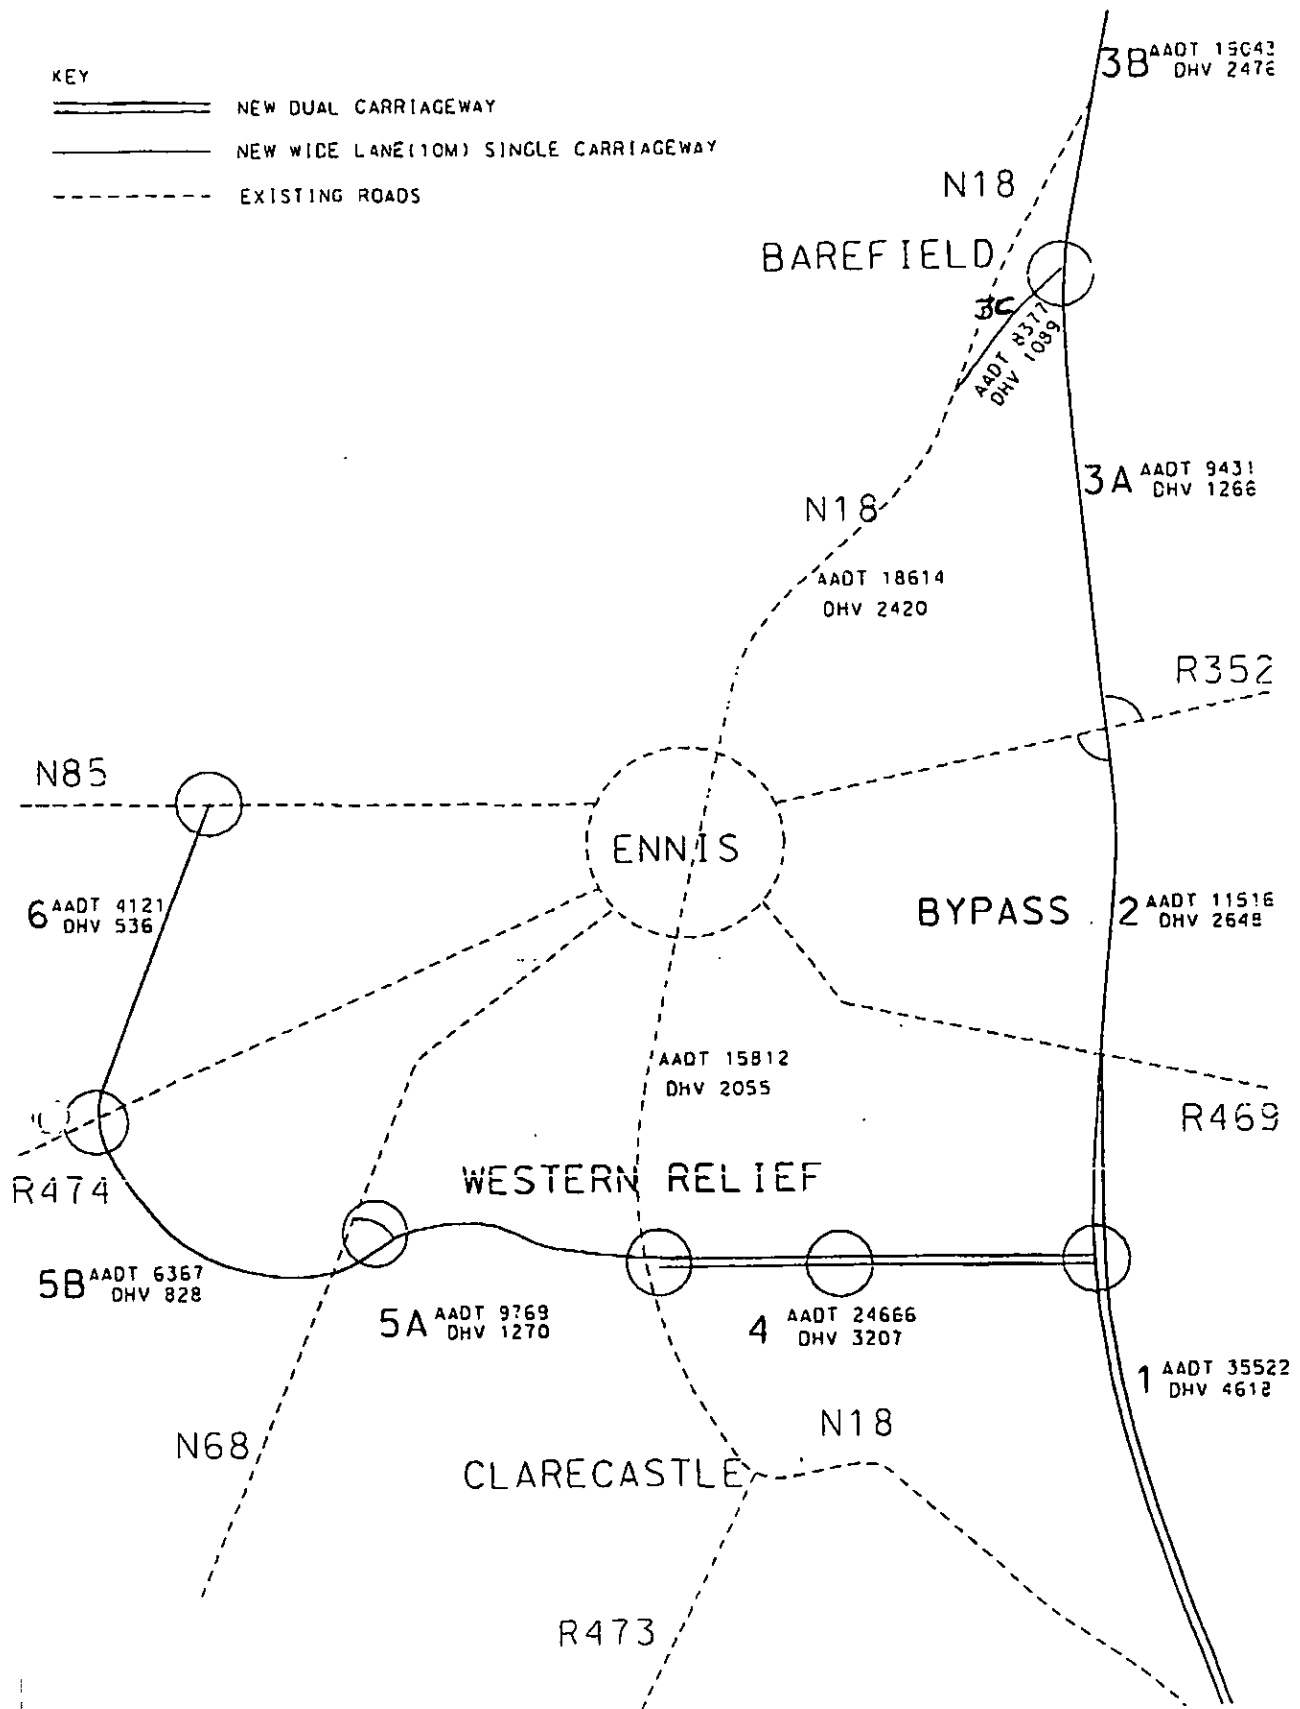 KEY
NEW DUAL CARRIAGEWAY
NEW WIDE LANE(10M) SINGLE CARRIAGEWAY
EXISTING ROADS
3B
AADT
DHV
N18
BAREFIELD
3C
AADT 8377
DHV 1089
3A
AADT 9431
DHV 1266
N18
AADT 18614
DHV 2420
R352
N85
ENNIS
6
AADT 4121
DHV 536
BYPASS
2
AADT 11516
DHV 2648
AADT 15812
DHV 2055
R469
R474
WESTERN RELIEF
5B
AADT 6367
DHV 828
5A
AADT 9769
DHV 1270
4
AADT 24666
DHV 3207
1
AADT 35522
DHV 4618
N68
N18
CLARECASTLE
R473